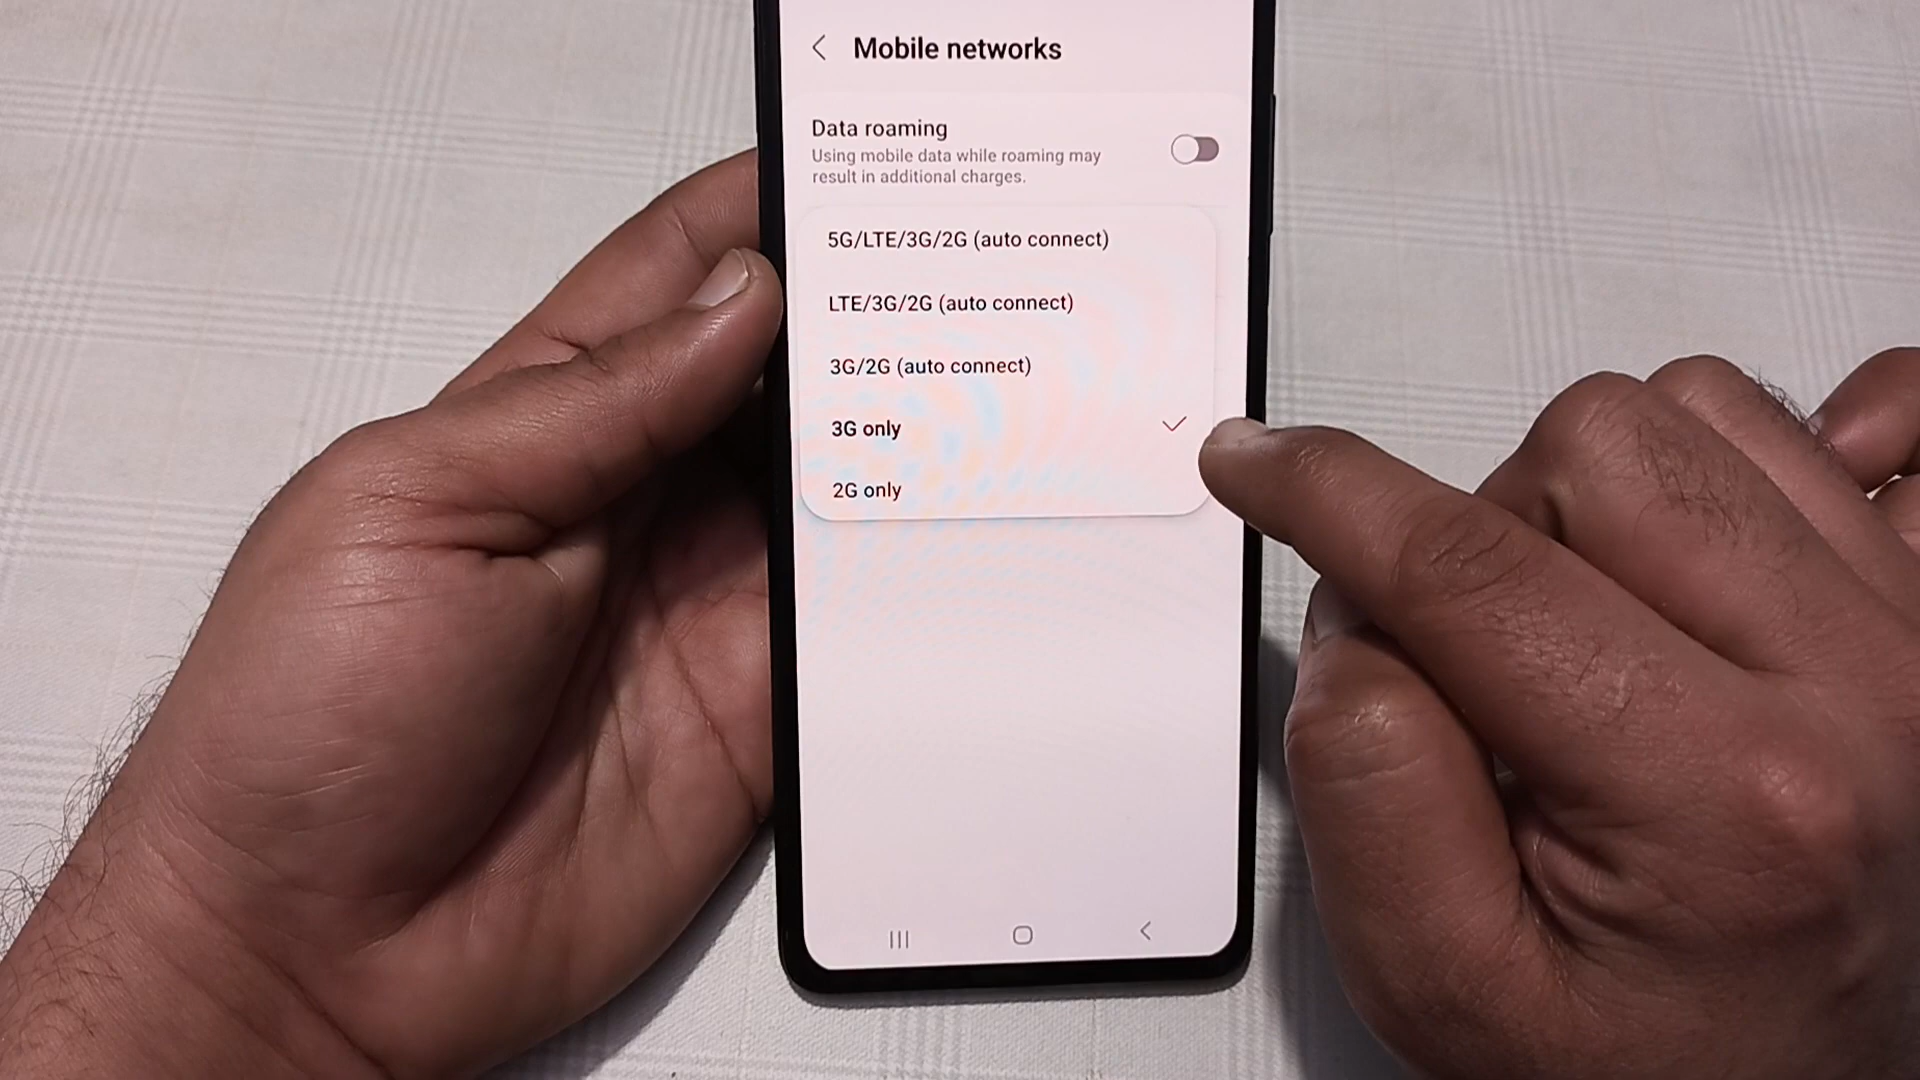 Mobile networks
Data roaming
Using mobile data while roaming may
result in additional charges.
5G/LTE/3G/2G (auto connect)
LTE/3G/2G (auto connect)
3G/2G (auto connect)
3G only
2G only